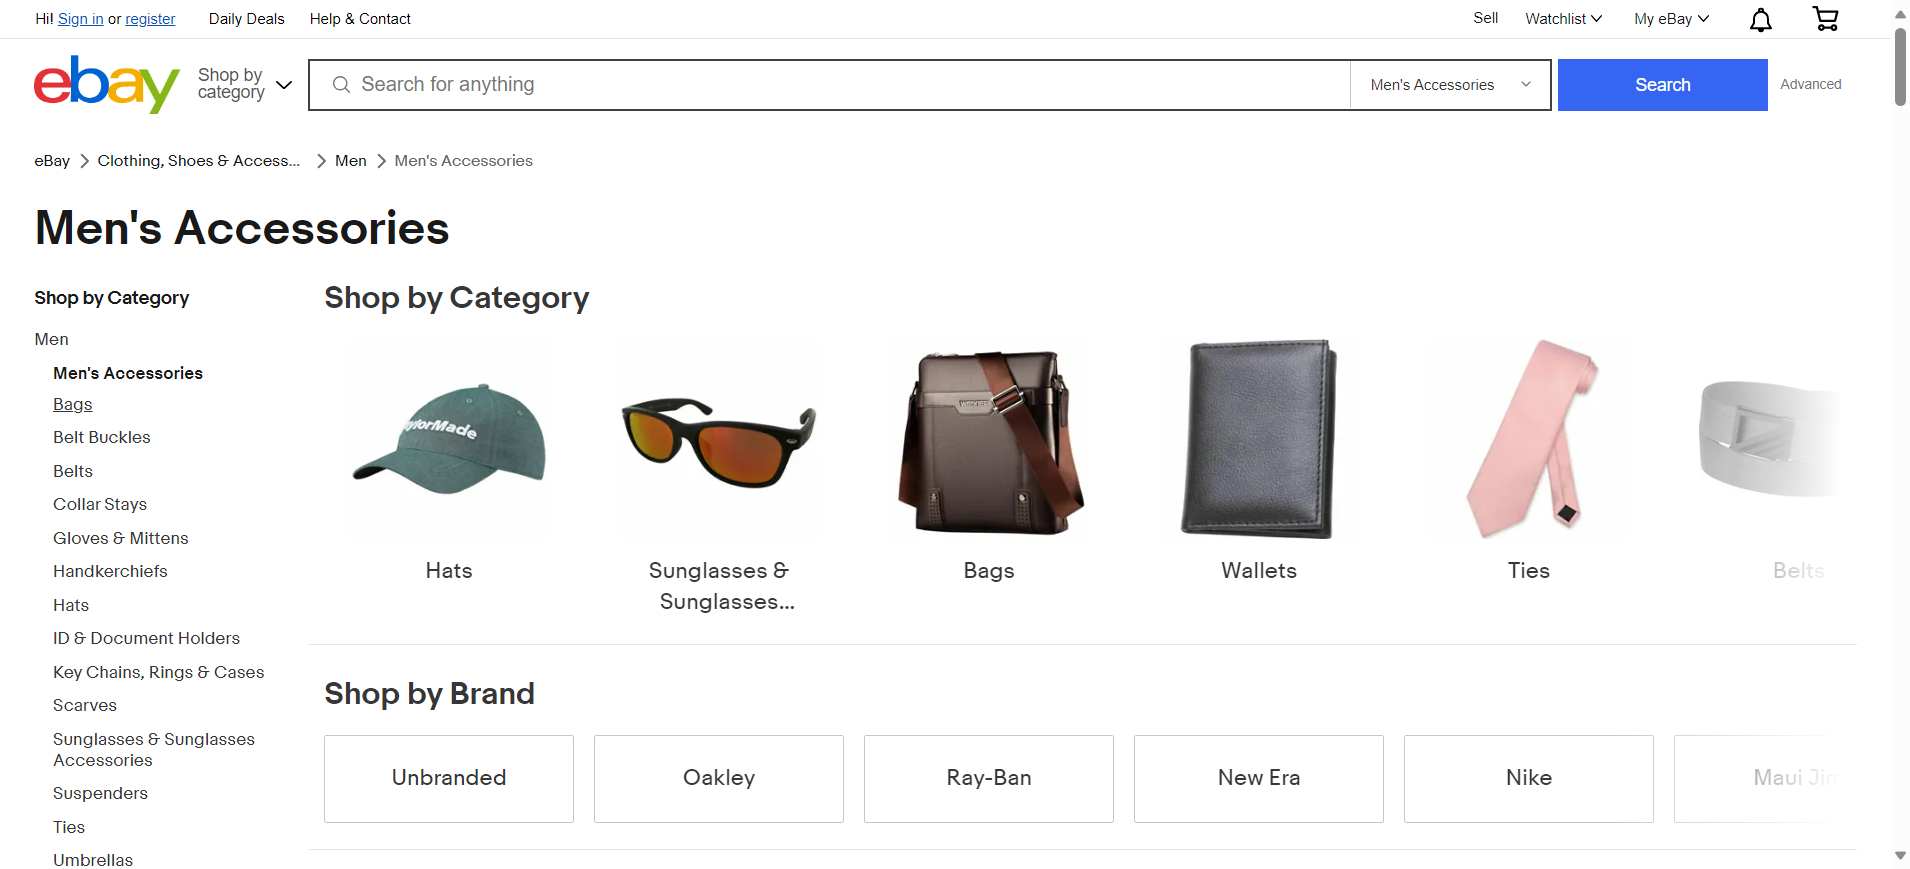 Hi! Sign in or register
Daily Deals
Help & Contact
Sell
Watchlist
My eBay
ebay
Shop by
category
Search for anything
Men's Accessories
Search
Advanced
eBay
Clothing, Shoes & Access...
Men
Men's Accessories
Men's Accessories
Shop by Category
Men
Men's Accessories
Bags
Belt Buckles
Belts
Collar Stays
Gloves & Mittens
Handkerchiefs
Hats
ID & Document Holders
Key Chains, Rings & Cases
Scarves
Sunglasses & Sunglasses
Accessories
Suspenders
Ties
Umbrellas
Shop by Category
Hats
Sunglasses &
Sunglasses...
Bags
Wallets
Ties
Belts
Shop by Brand
Unbranded
Oakley
Ray-Ban
New Era
Nike
Maui Jin